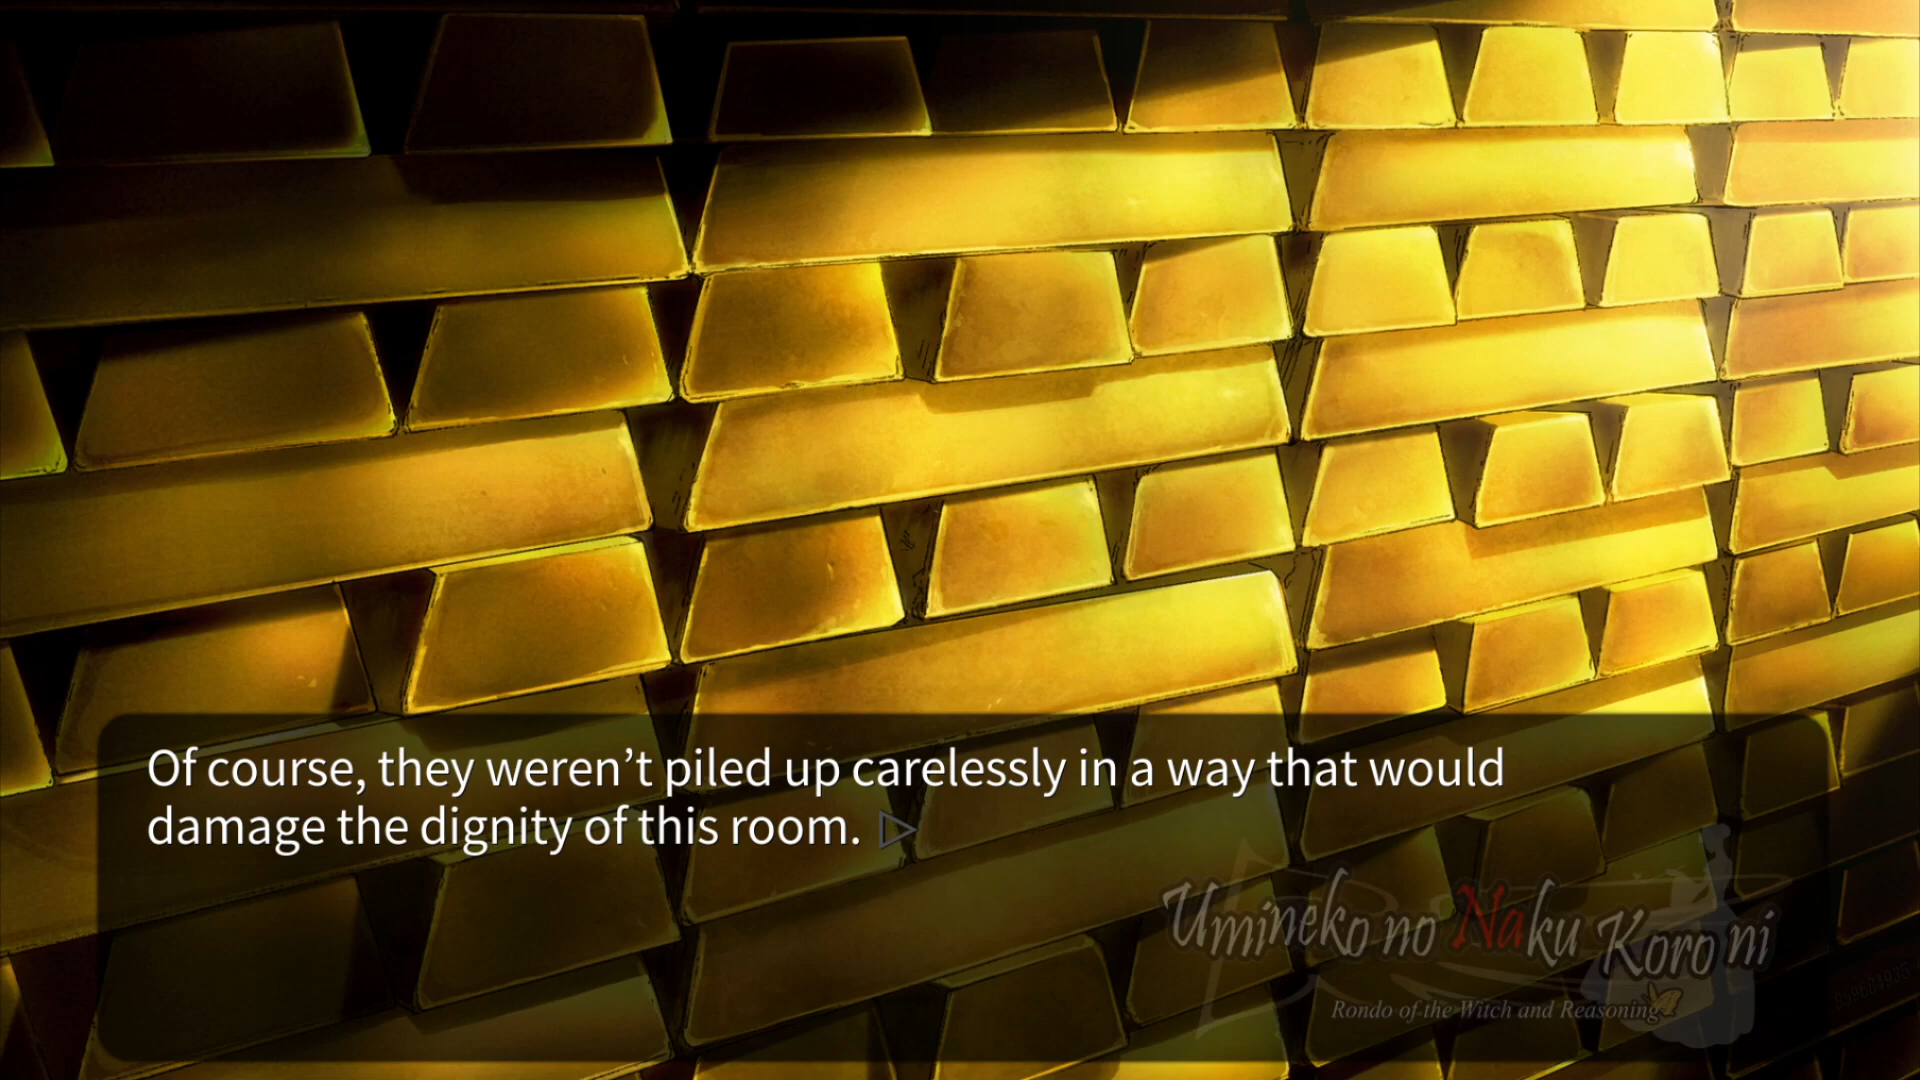 Of course, they weren’t piled up carelessly in a way that would
damage the dignity of this room.
Umineko no Naku Koro ni
Rondo of the Witch and Reasoning